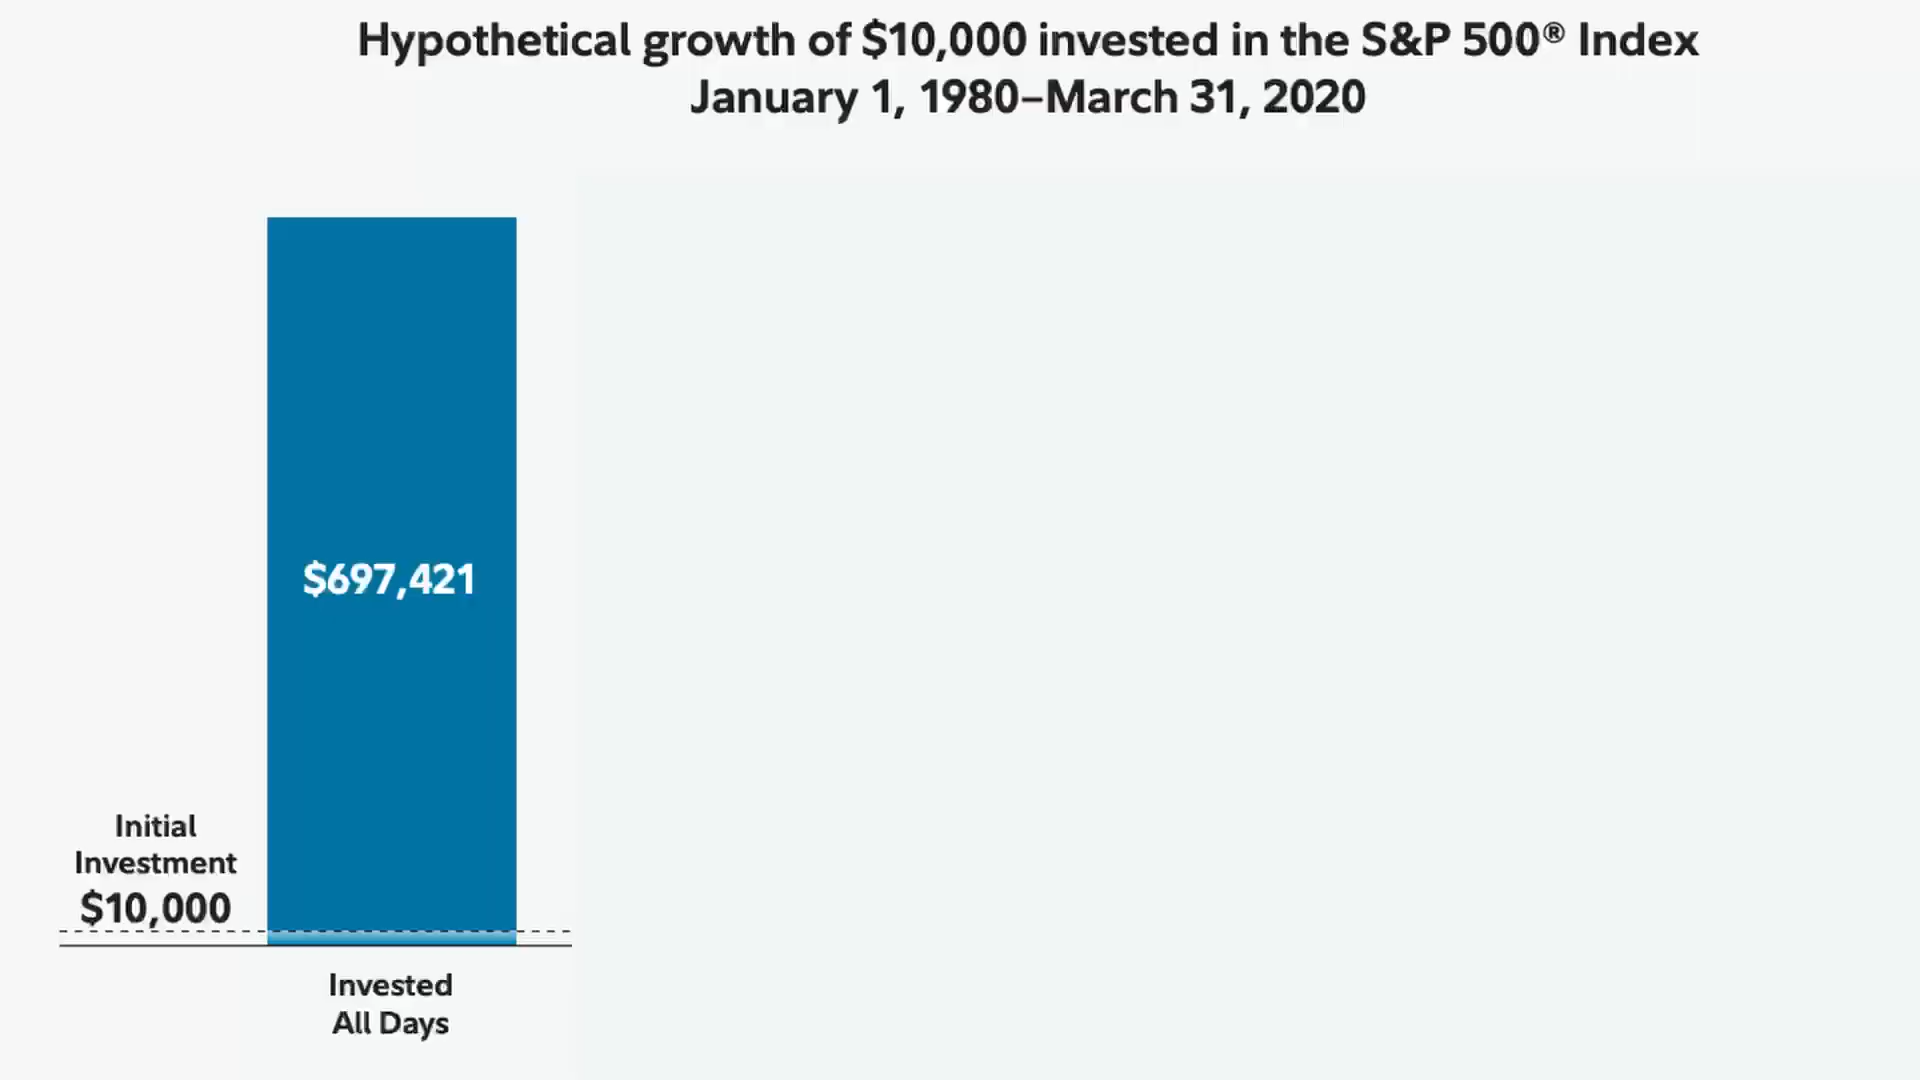 Hypothetical growth of $10,000 invested in the S&P 500® Index
January 1, 1980–March 31, 2020
$697,421
Initial
Investment
$10,000
Invested
All Days